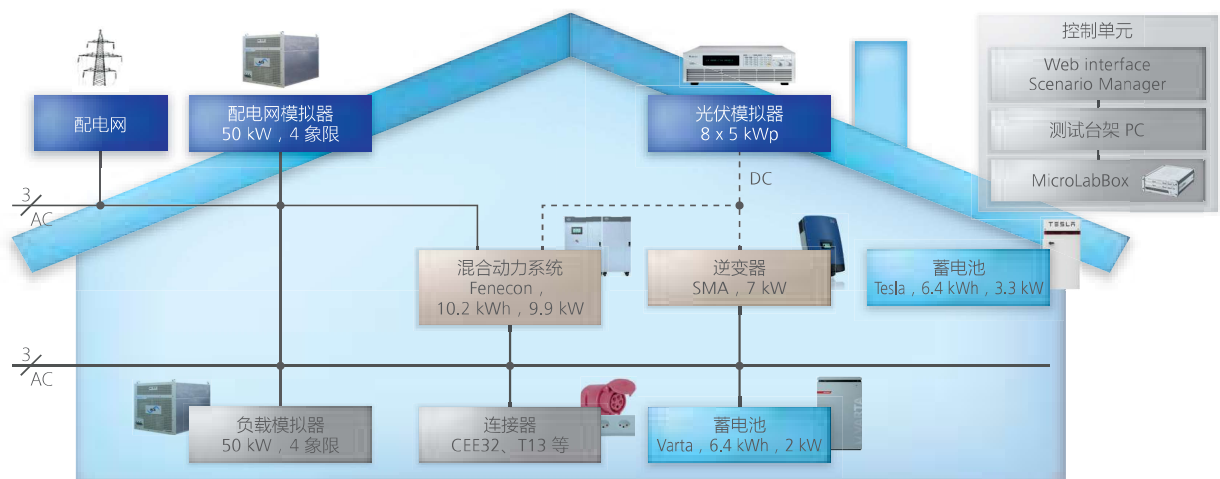 控制单元
Web interface
Scenario Manager
测试台架 PC
MicroLabBox
配电网
配电网模拟器
50 kW，4 象限
光伏模拟器
8 x 5 kWp
DC
3
AC
TESLA
混合动力系统
Fenecon，
10.2 kWh，9.9 kW
逆变器
SMA，7 kW
蓄电池
Tesla，6.4 kWh，3.3 kW
3
AC
负载模拟器
50 kW，4 象限
连接器
CEE32、T13 等
蓄电池
Varta，6.4 kWh，2 kW